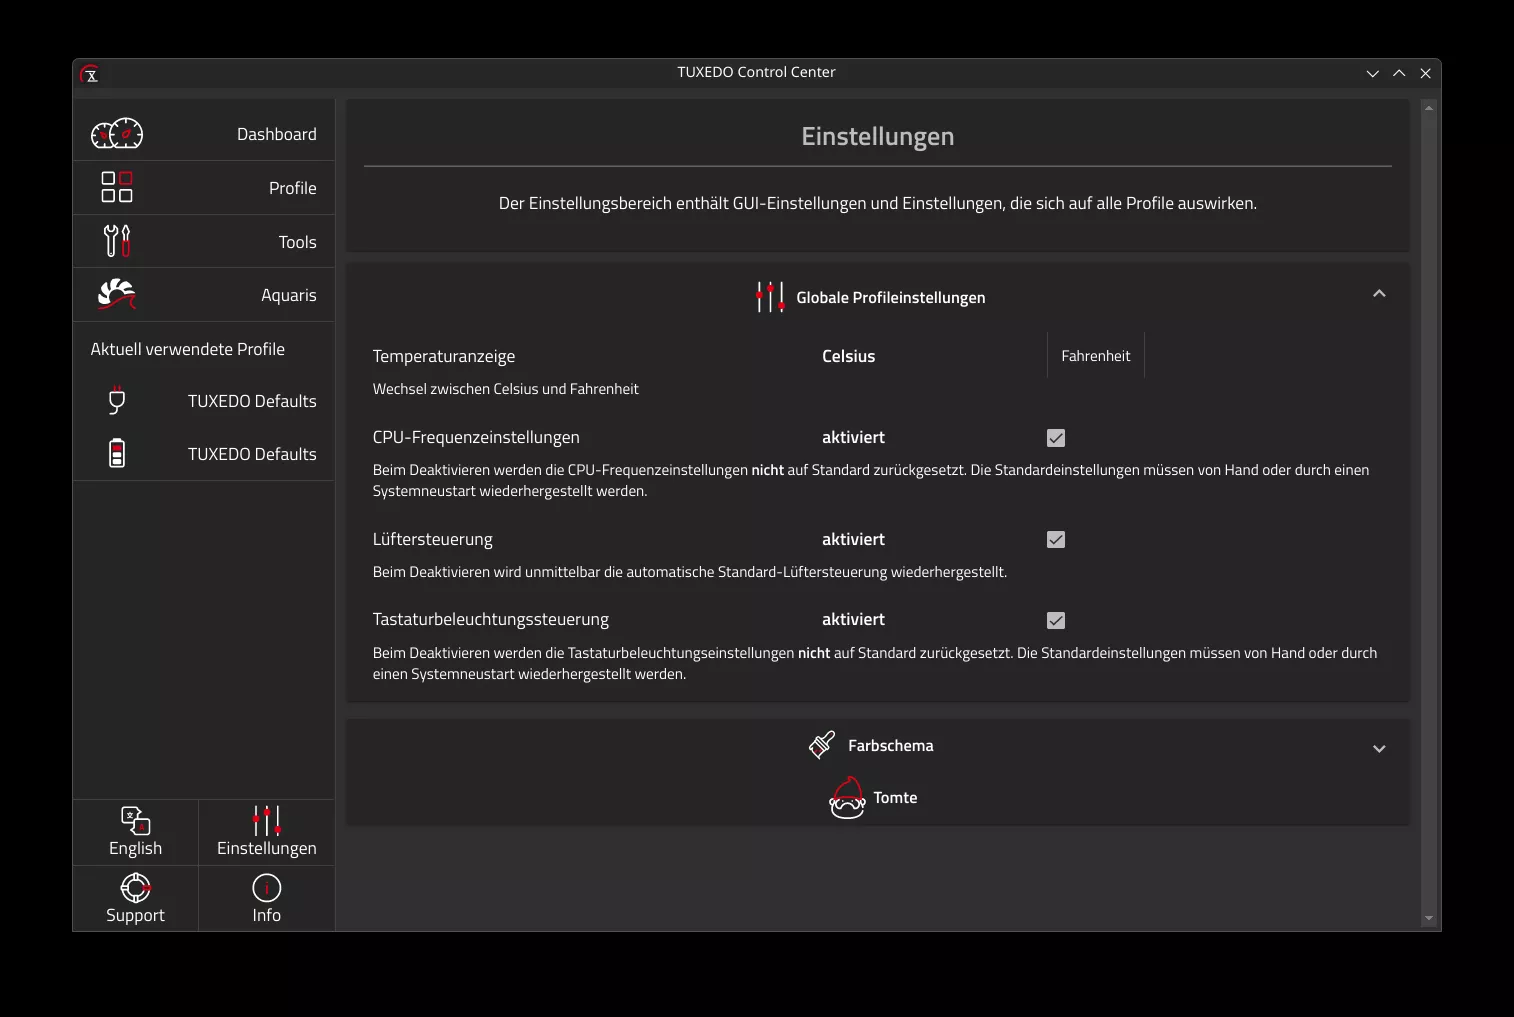 TUXEDO Control Center
Dashboard
Profile
Tools
Aquaris
Aktuell verwendete Profile
TUXEDO Defaults
TUXEDO Defaults
English
Einstellungen
Support
Info
Einstellungen
Der Einstellungsbereich enthält GUI-Einstellungen und Einstellungen, die sich auf alle Profile auswirken.
Globale Profileinstellungen
Temperaturanzeige Celsius Fahrenheit
Wechsel zwischen Celsius und Fahrenheit
CPU-Frequenzeinstellungen aktiviert
Beim Deaktivieren werden die CPU-Frequenzeinstellungen nicht auf Standard zurückgesetzt. Die Standardeinstellungen müssen von Hand oder durch einen
Systemneustart wiederhergestellt werden.
Lüftersteuerung aktiviert
Beim Deaktivieren wird unmittelbar die automatische Standard-Lüftersteuerung wiederhergestellt.
Tastaturbeleuchtungssteuerung aktiviert
Beim Deaktivieren werden die Tastaturbeleuchtungseinstellungen nicht auf Standard zurückgesetzt. Die Standardeinstellungen müssen von Hand oder durch
einen Systemneustart wiederhergestellt werden.
Farbschema
Tomte